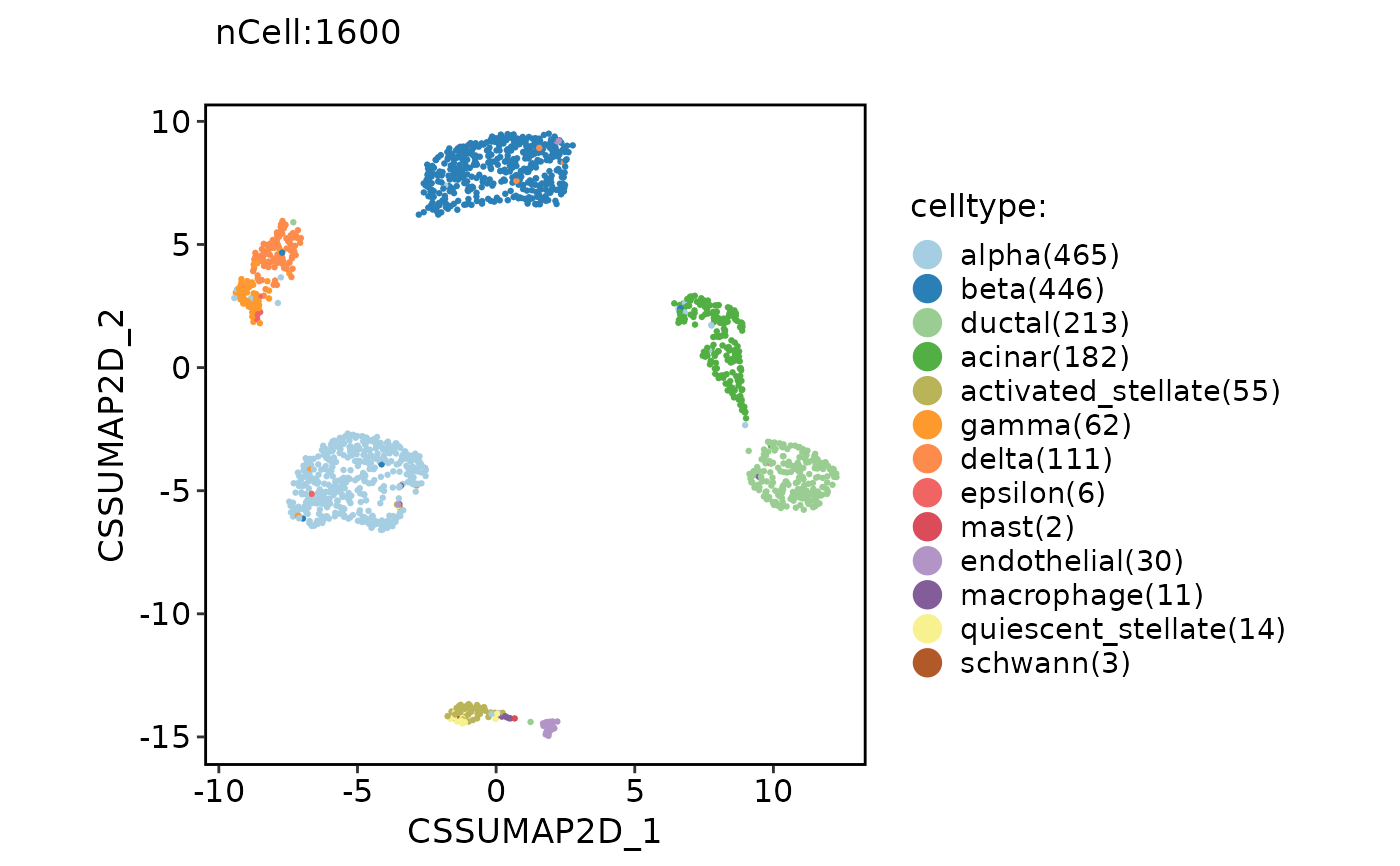 nCell:1600
10
5
0
-5
-10
-15
CSSUMAP2D_2
-10 -5 0 5 10
CSSUMAP2D_1
celltype:
alpha(465)
beta(446)
ductal(213)
acinar(182)
activated_stellate(55)
gamma(62)
delta(111)
epsilon(6)
mast(2)
endothelial(30)
macrophage(11)
quiescent_stellate(14)
schwann(3)